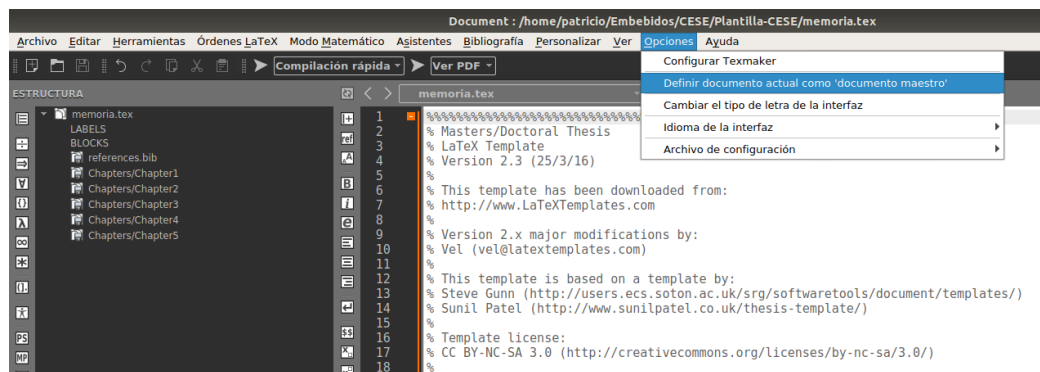 Document : /home/patricio/Embebidos/CESE/Plantilla-CESE/memoria.tex
Archivo Editar Herramientas Órdenes LaTeX Modo Matemático Asistentes Bibliografía Personalizar Ver Opciones Ayuda
Compilación rápida Ver PDF
Configurar Texmaker
Definir documento actual como 'documento maestro'
Cambiar el tipo de letra de la interfaz
Idioma de la interfaz
Archivo de configuración
ESTRUCTURA
memoria.tex
LABELS
BLOCKS
references.bib
Chapters/Chapter1
Chapters/Chapter2
Chapters/Chapter3
Chapters/Chapter4
Chapters/Chapter5
memoria.tex
1 %%%%%%%%%%%%%%%%%%%%%%%%%%%%%
2 % Masters/Doctoral Thesis
3 % LaTeX Template
4 % Version 2.3 (25/3/16)
5 %
6 % This template has been downloaded from:
7 % http://www.LaTeXTemplates.com
8 %
9 % Version 2.x major modifications by:
10 % Vel (vel@latextemplates.com)
11 %
12 % This template is based on a template by:
13 % Steve Gunn (http://users.ecs.soton.ac.uk/srg/softwaretools/document/templates/)
14 % Sunil Patel (http://www.sunilpatel.co.uk/thesis-template/)
15 %
16 % Template license:
17 % CC BY-NC-SA 3.0 (http://creativecommons.org/licenses/by-nc-sa/3.0/)
18 %